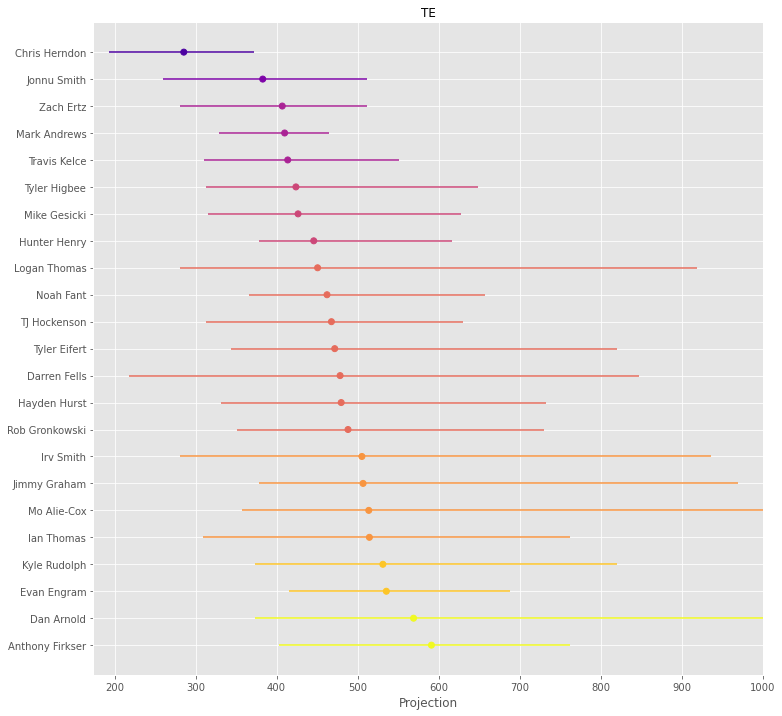 TE
Chris Herndon
Jonnu Smith
Zach Ertz
Mark Andrews
Travis Kelce
Tyler Higbee
Mike Gesicki
Hunter Henry
Logan Thomas
Noah Fant
TJ Hockenson
Tyler Eifert
Darren Fells
Hayden Hurst
Rob Gronkowski
Irv Smith
Jimmy Graham
Mo Alie-Cox
Ian Thomas
Kyle Rudolph
Evan Engram
Dan Arnold
Anthony Firkser
200 300 400 500 600 700 800 900 1000
Projection